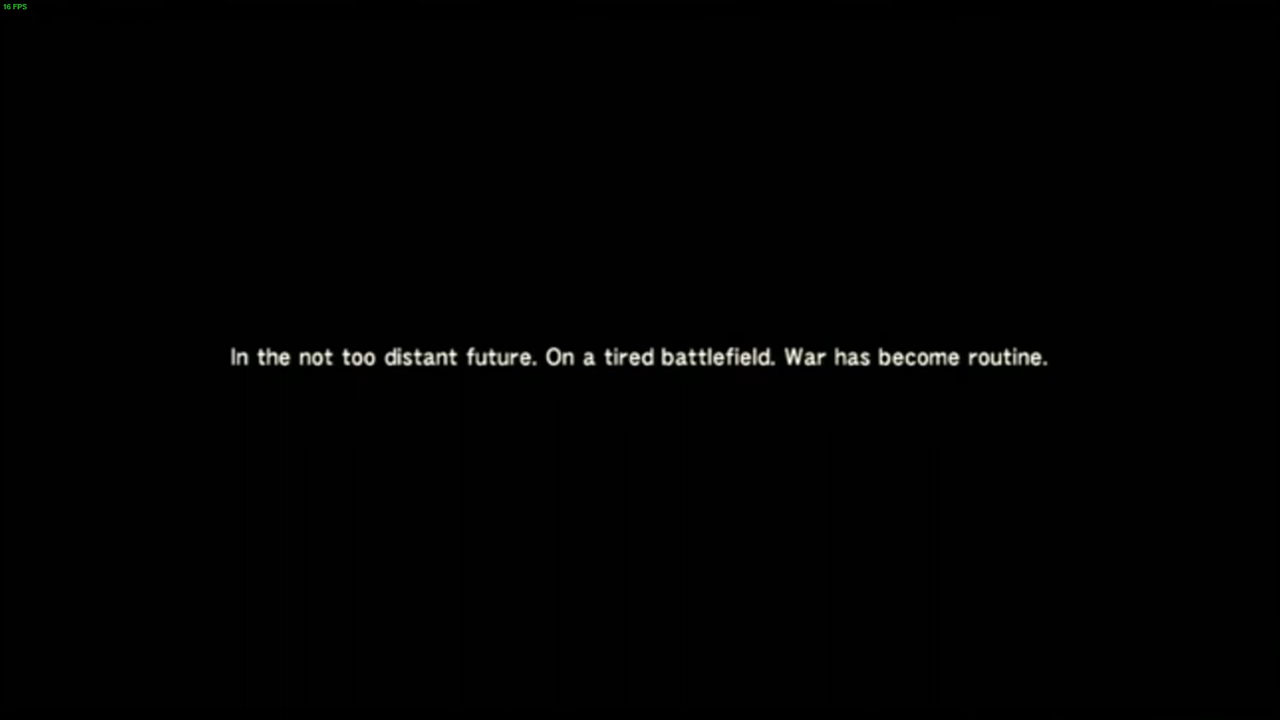 16 FPS
In the not too distant future. On a tired battlefield. War has become routine.